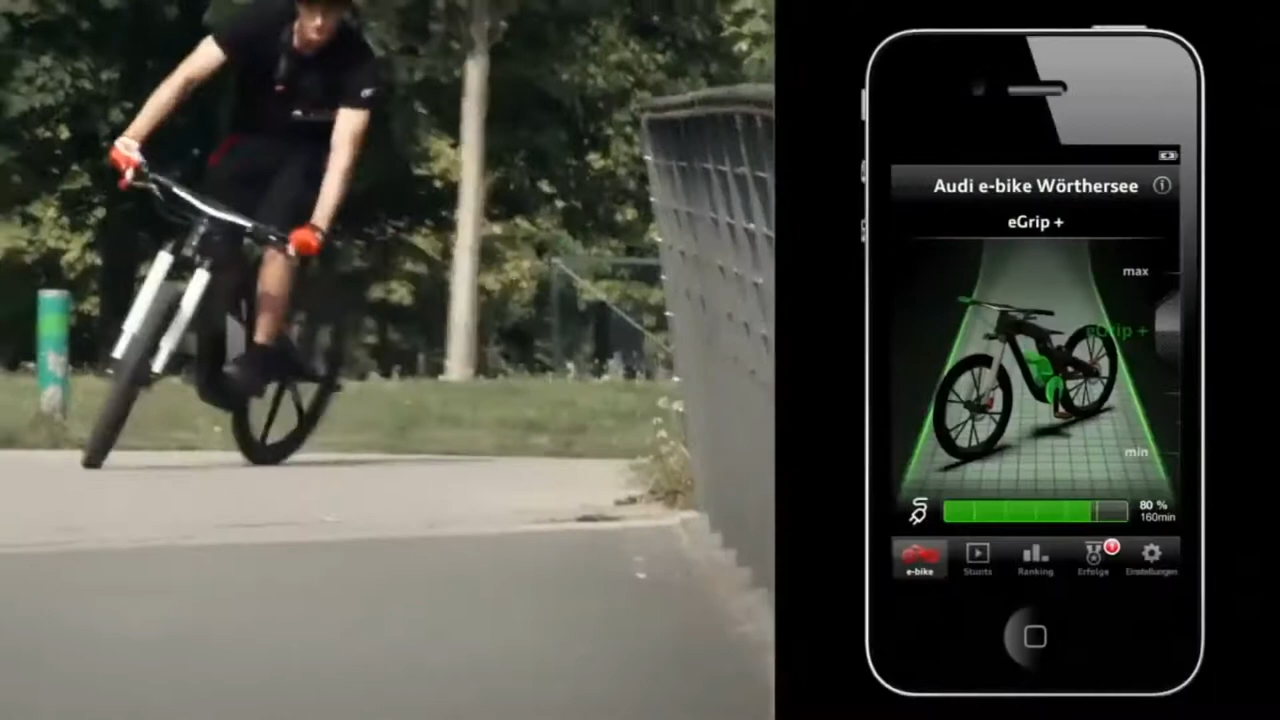 Audi e-bike Wörthersee
eGrip +
max
eGrip +
min
80 %
160min
e-bike
Stunts
Ranking
Erfolge
Einstellungen